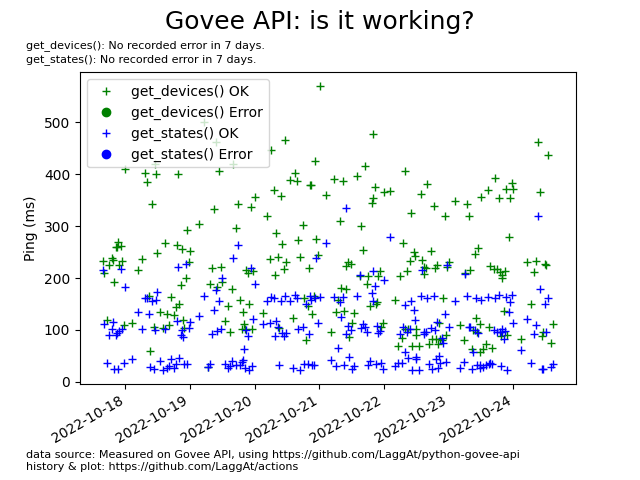 Govee API: is it working?
get_devices(): No recorded error in 7 days.
get_states(): No recorded error in 7 days.
get_devices() OK
get_devices() Error
get_states() OK
get_states() Error
Ping (ms)
500
400
300
200
100
0
2022-10-18
2022-10-19
2022-10-20
2022-10-21
2022-10-22
2022-10-23
2022-10-24
data source: Measured on Govee API, using https://github.com/LaggAt/python-govee-api
history & plot: https://github.com/LaggAt/actions